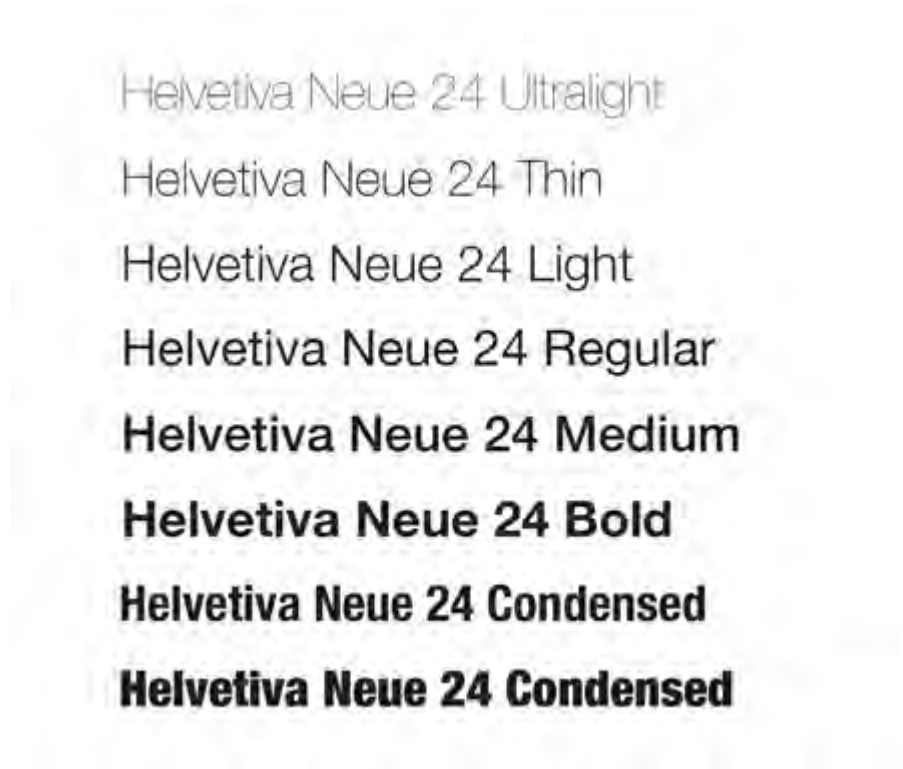 Helvetiva Neue 24 Ultralight
Helvetiva Neue 24 Thin
Helvetiva Neue 24 Light
Helvetiva Neue 24 Regular
Helvetiva Neue 24 Medium
Helvetiva Neue 24 Bold
Helvetiva Neue 24 Condensed
Helvetiva Neue 24 Condensed